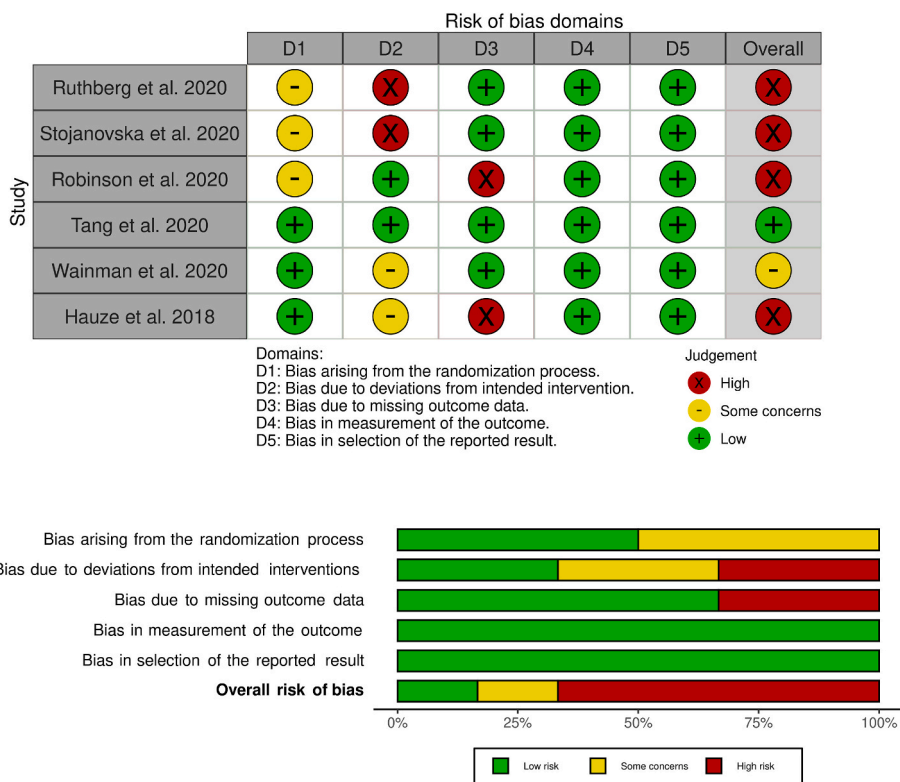 Risk of bias domains
D1 D2 D3 D4 D5 Overall
Study
Ruthberg et al. 2020 - X + + + X
Stojanovska et al. 2020 - X + + + X
Robinson et al. 2020 - + X + + X
Tang et al. 2020 + + + + + +
Wainman et al. 2020 + - + + + -
Hauze et al. 2018 + - X + + X
Domains:
D1: Bias arising from the randomization process.
D2: Bias due to deviations from intended intervention.
D3: Bias due to missing outcome data.
D4: Bias in measurement of the outcome.
D5: Bias in selection of the reported result.
Judgement
X High
- Some concerns
+ Low
Bias arising from the randomization process
Bias due to deviations from intended interventions
Bias due to missing outcome data
Bias in measurement of the outcome
Bias in selection of the reported result
Overall risk of bias
0% 25% 50% 75% 100%
Low risk Some concerns High risk